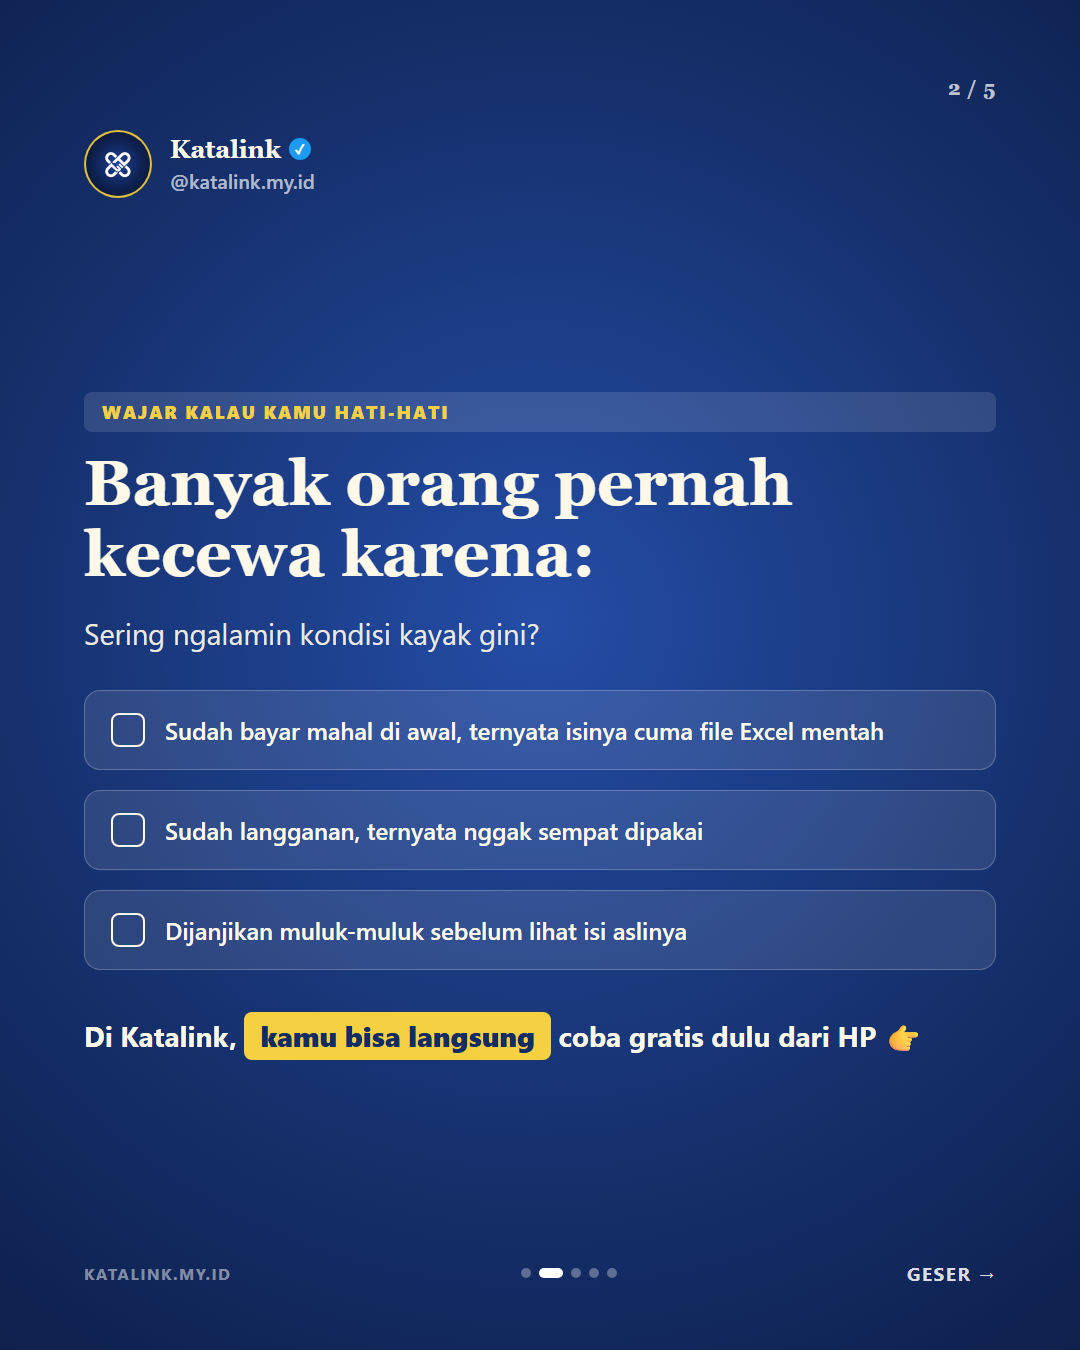 2 / 5
Katalink
@katalink.my.id
WAJAR KALAU KAMU HATI-HATI
Banyak orang pernah
kecewa karena:
Sering ngalamin kondisi kayak gini?
Sudah bayar mahal di awal, ternyata isinya cuma file Excel mentah
Sudah langganan, ternyata nggak sempat dipakai
Dijanjikan muluk-muluk sebelum lihat isi aslinya
Di Katalink, kamu bisa langsung coba gratis dulu dari HP 👉
KATALINK.MY.ID
GESER →